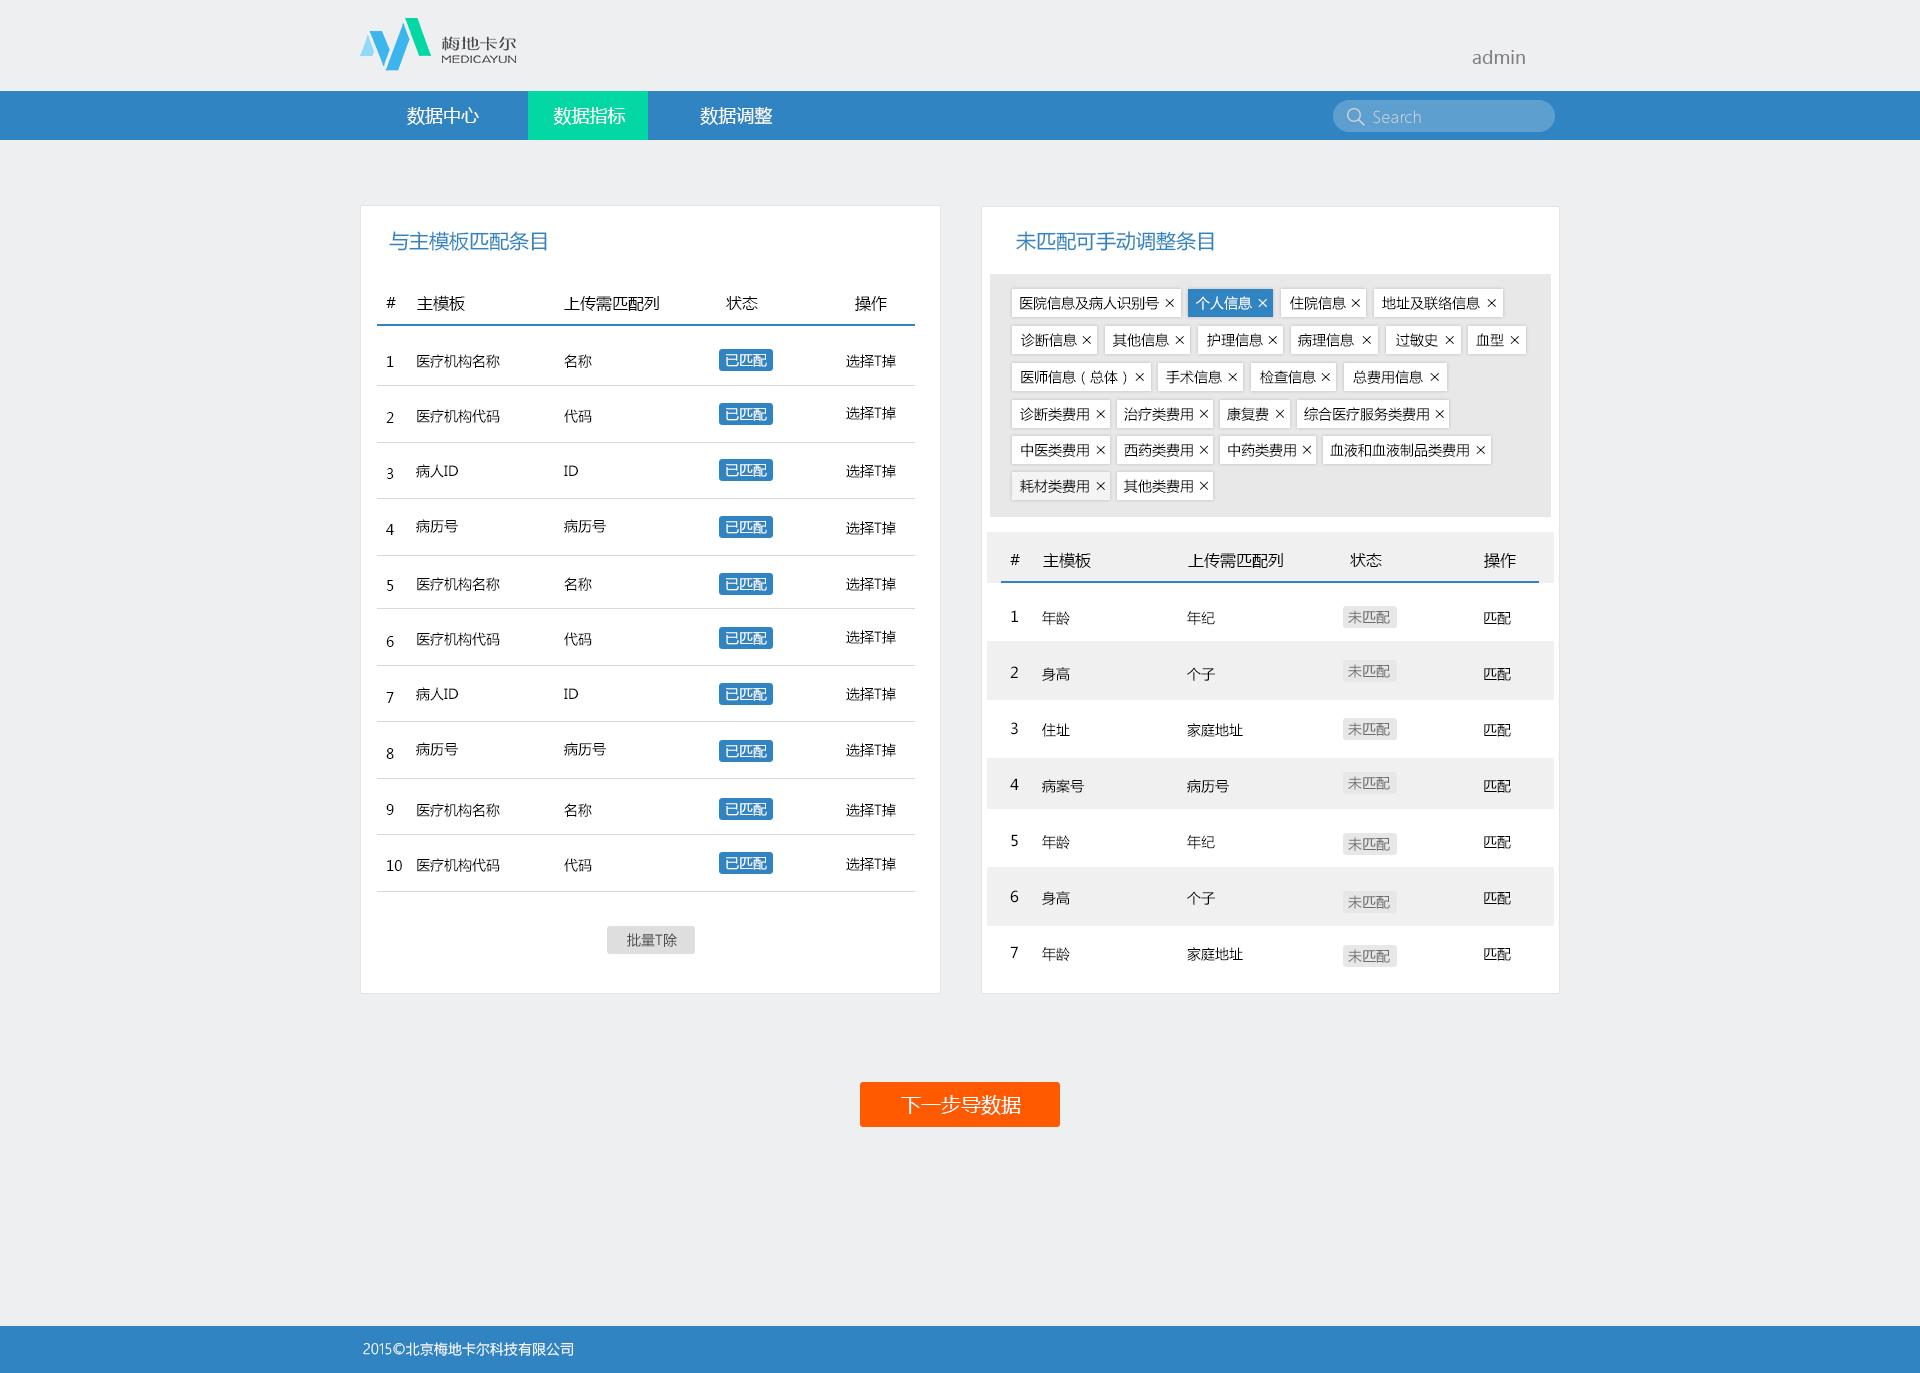 梅地卡尔
MEDICAYUN
admin
数据中心 数据指标 数据调整 Search
与主模板匹配条目
# 主模板 上传需匹配列 状态 操作
1 医疗机构名称 名称 已匹配 选择T掉
2 医疗机构代码 代码 已匹配 选择T掉
3 病人ID ID 已匹配 选择T掉
4 病历号 病历号 已匹配 选择T掉
5 医疗机构名称 名称 已匹配 选择T掉
6 医疗机构代码 代码 已匹配 选择T掉
7 病人ID ID 已匹配 选择T掉
8 病历号 病历号 已匹配 选择T掉
9 医疗机构名称 名称 已匹配 选择T掉
10 医疗机构代码 代码 已匹配 选择T掉
批量T除
未匹配可手动调整条目
医院信息及病人识别号 × 个人信息 × 住院信息 × 地址及联络信息 ×
诊断信息 × 其他信息 × 护理信息 × 病理信息 × 过敏史 × 血型 ×
医师信息（总体） × 手术信息 × 检查信息 × 总费用信息 ×
诊断类费用 × 治疗类费用 × 康复费 × 综合医疗服务类费用 ×
中医类费用 × 西药类费用 × 中药类费用 × 血液和血液制品类费用 ×
耗材类费用 × 其他类费用 ×
# 主模板 上传需匹配列 状态 操作
1 年龄 年纪 未匹配 匹配
2 身高 个子 未匹配 匹配
3 住址 家庭地址 未匹配 匹配
4 病案号 病历号 未匹配 匹配
5 年龄 年纪 未匹配 匹配
6 身高 个子 未匹配 匹配
7 年龄 家庭地址 未匹配 匹配
下一步导数据
2015©北京梅地卡尔科技有限公司